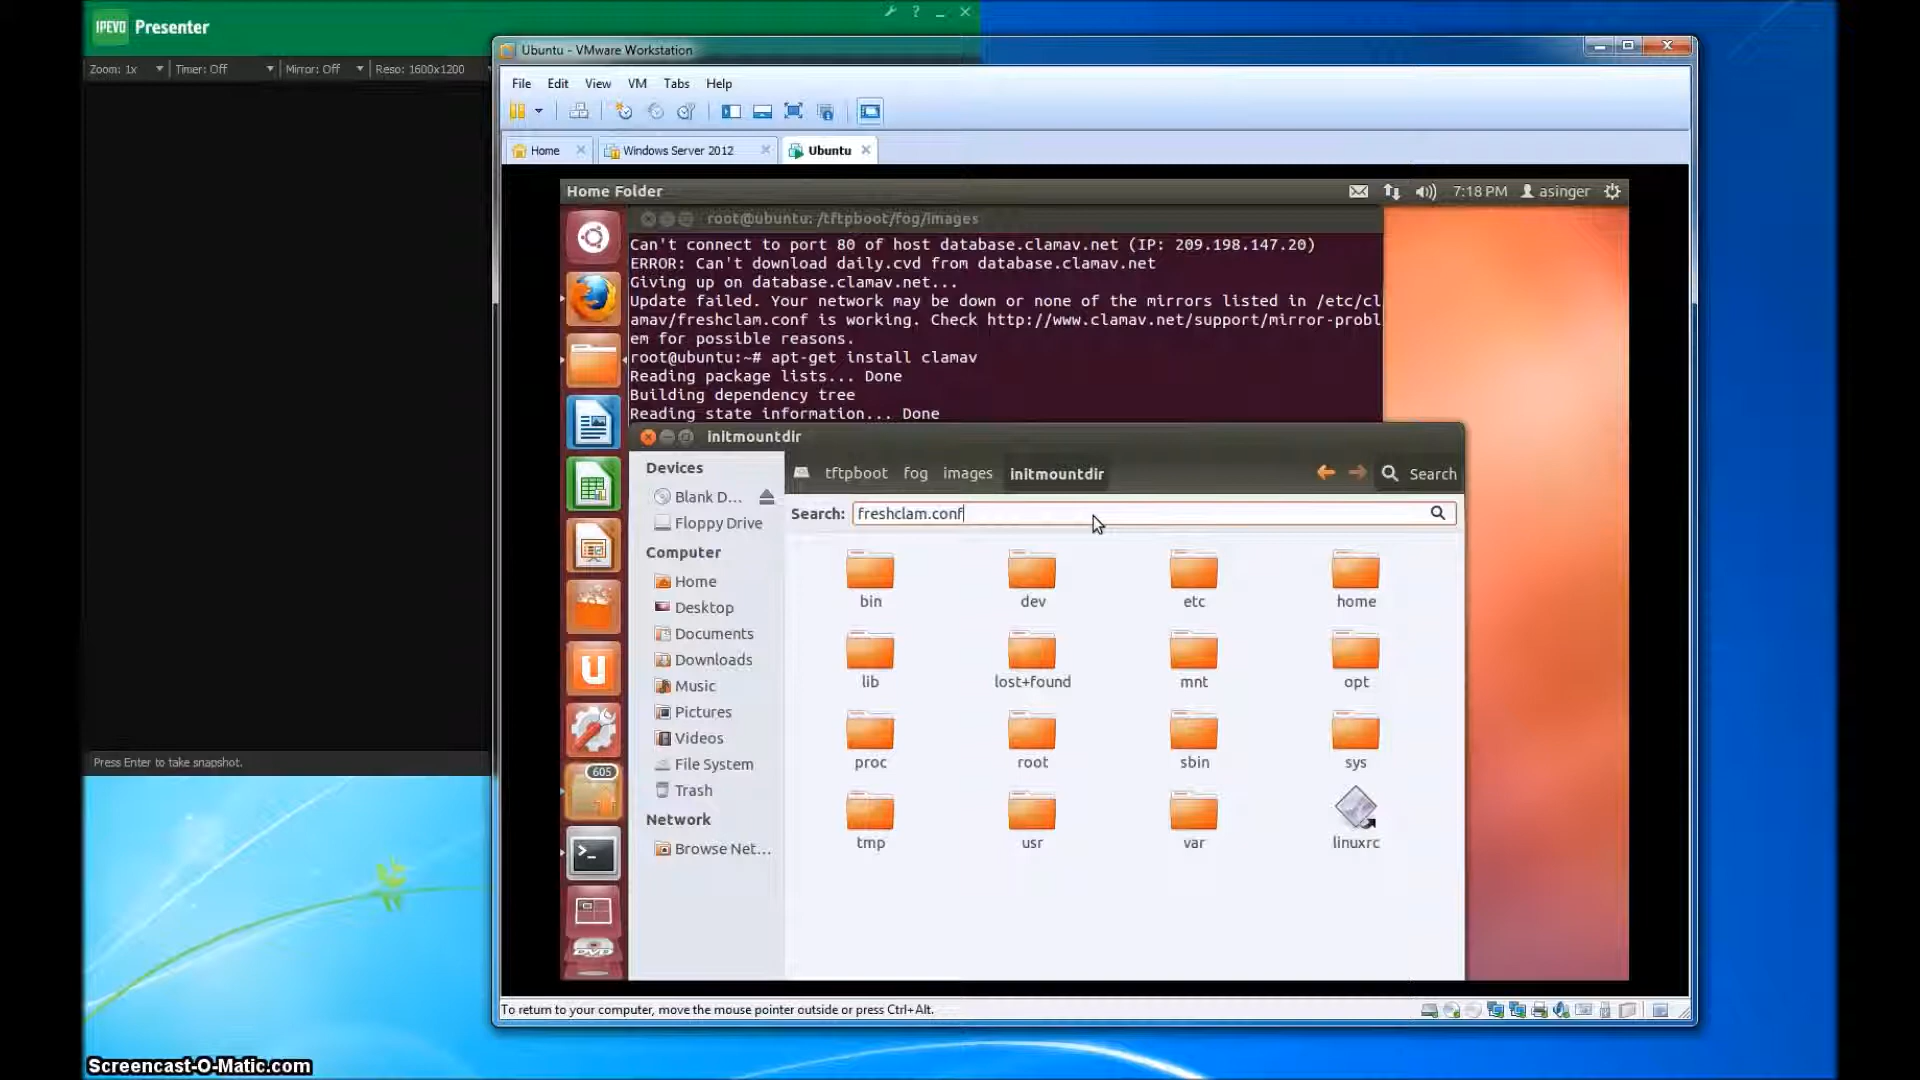 IPEVO Presenter
Zoom: 1x Timer: Off Mirror: Off Reso: 1600x1200
Press Enter to take snapshot.
Ubuntu - VMware Workstation
File Edit View VM Tabs Help
Home Windows Server 2012 Ubuntu
Home Folder 7:18 PM asinger
root@ubuntu: /tftpboot/fog/images
Can't connect to port 80 of host database.clamav.net (IP: 209.198.147.20)
ERROR: Can't download daily.cvd from database.clamav.net
Giving up on database.clamav.net...
Update failed. Your network may be down or none of the mirrors listed in /etc/cl
amav/freshclam.conf is working. Check http://www.clamav.net/support/mirror-probl
em for possible reasons.
root@ubuntu:~# apt-get install clamav
Reading package lists... Done
Building dependency tree
Reading state information... Done
605
initmountdir
Devices
Blank D...
Floppy Drive
Computer
Home
Desktop
Documents
Downloads
Music
Pictures
Videos
File System
Trash
Network
Browse Net...
tftpboot fog images initmountdir Search
Search: freshclam.conf
bin dev etc home
lib lost+found mnt opt
proc root sbin sys
tmp usr var linuxrc
To return to your computer, move the mouse pointer outside or press Ctrl+Alt.
Screencast-O-Matic.com